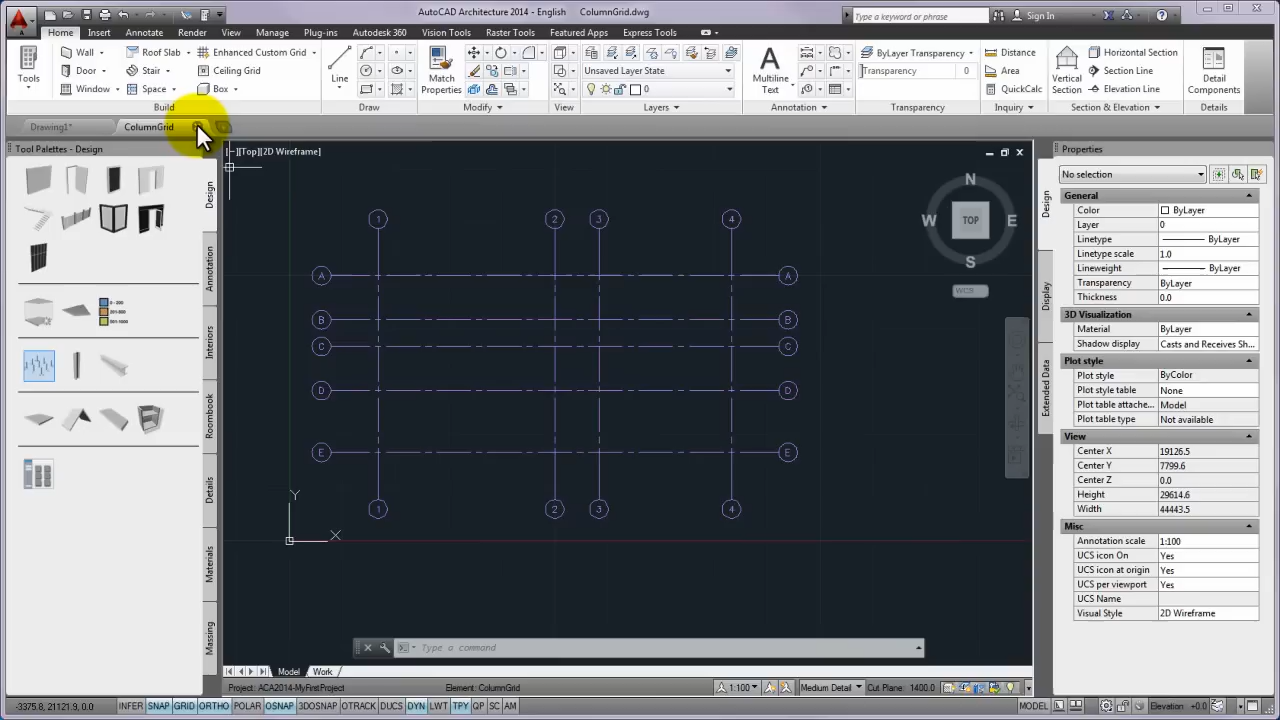 AutoCAD Architecture 2014 - English ColumnGrid.dwg
Type a keyword or phrase
Sign In
Home Insert Annotate Render View Manage Plug-ins Autodesk 360 Vision Tools Raster Tools Featured Apps Express Tools
Tools
Wall Roof Slab Enhanced Custom Grid
Door Stair Ceiling Grid
Window Space Box
Line
Match
Properties
Unsaved Layer State
0
Multiline
Text
ByLayer Transparency
Transparency 0
Distance
Area
QuickCalc
Vertical
Section
Horizontal Section
Section Line
Elevation Line
Detail
Components
Build Draw Modify View Layers Annotation Transparency Inquiry Section & Elevation Details
Drawing1* ColumnGrid
Tool Palettes - Design
Design
Annotation
Interiors
Roombook
Details
Materials
Massing
0 - 200
201-500
501-1000
[−][Top][2D Wireframe]
N
W TOP E
S
WCS
1 2 3 4
A A
B B
C C
D D
E E
1 2 3 4
Y
X
Type a command
Model Work
Properties
Design
Display
Extended Data
No selection
General
Color ByLayer
Layer 0
Linetype ByLayer
Linetype scale 1.0
Lineweight ByLayer
Transparency ByLayer
Thickness 0.0
3D Visualization
Material ByLayer
Shadow display Casts and Receives Sh...
Plot style
Plot style ByColor
Plot style table None
Plot table attache... Model
Plot table type Not available
View
Center X 19126.5
Center Y 7799.6
Center Z 0.0
Height 29614.6
Width 44443.5
Misc
Annotation scale 1:100
UCS icon On Yes
UCS icon at origin Yes
UCS per viewport Yes
UCS Name
Visual Style 2D Wireframe
Project: ACA2014-MyFirstProject Element: ColumnGrid 1:100 Medium Detail Cut Plane: 1400.0
-3375.8, 21121.9, 0.0 INFER SNAP GRID ORTHO POLAR OSNAP 3DOSNAP OTRACK DUCS DYN LWT TPY QP SC AM MODEL Elevation: +0.0